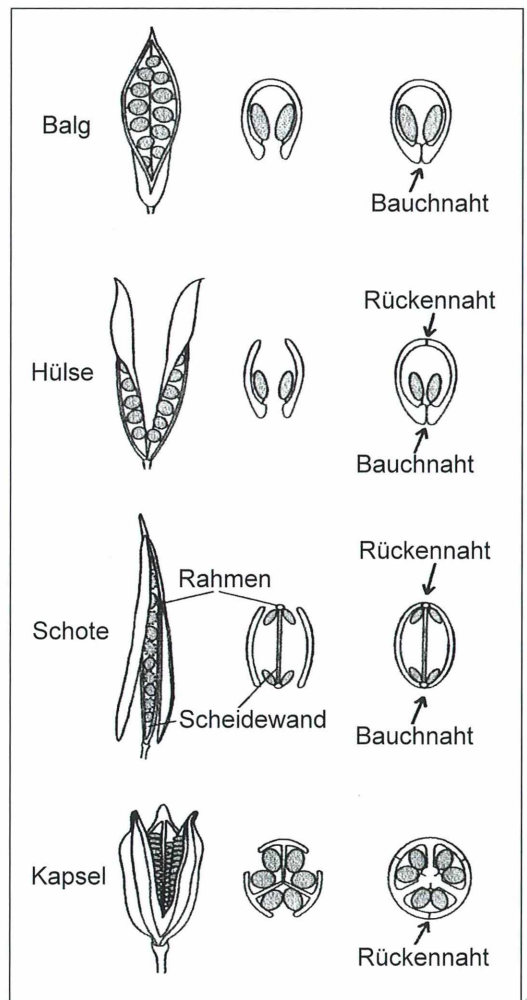 Balg
Bauchnaht
Rückennaht
Hülse
Bauchnaht
Rückennaht
Rahmen
Schote
Scheidewand
Bauchnaht
Kapsel
Rückennaht